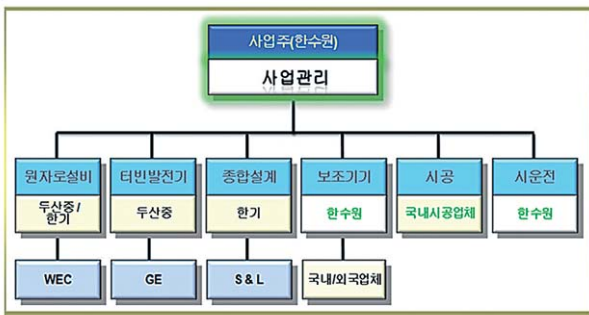 사업주(한수원)
사업관리
원자로설비
두산중/
한기
WEC
터빈발전기
두산중
GE
종합설계
한기
S & L
보조기기
한수원
국내/외국업체
시공
국내시공업체
시운전
한수원